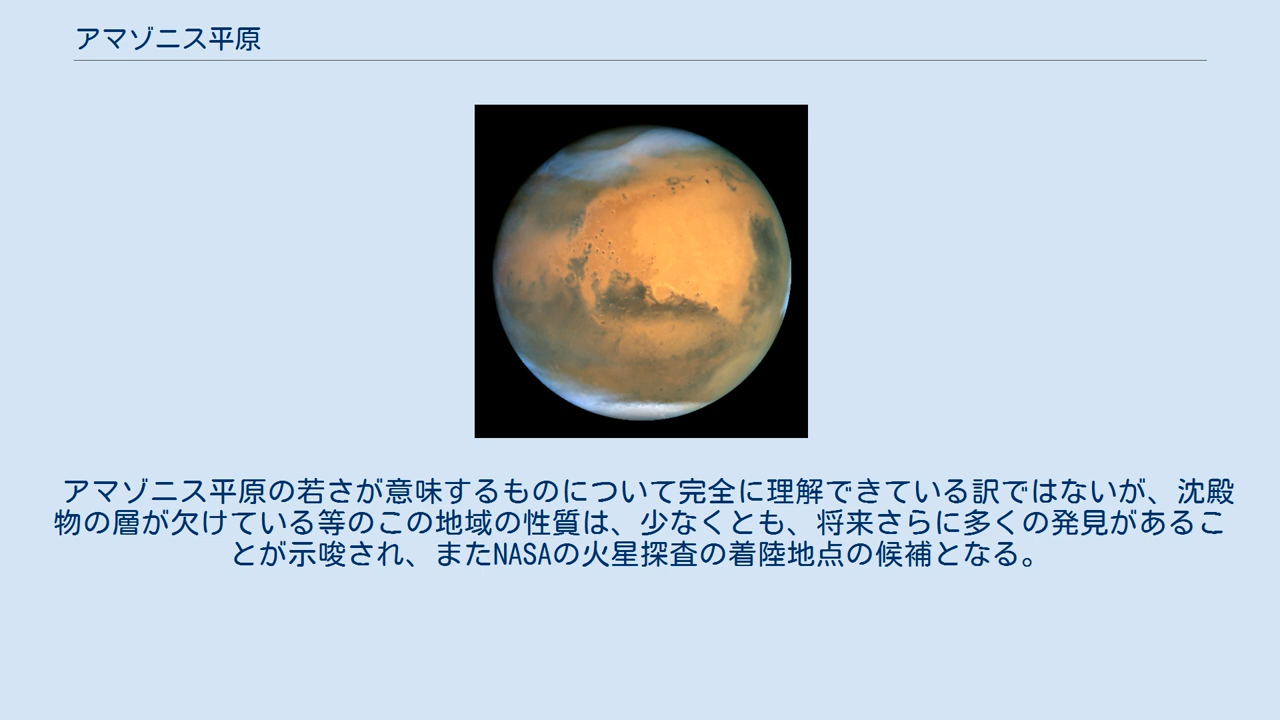 アマゾニス平原
アマゾニス平原の若さが意味するものについて完全に理解できている訳ではないが、沈殿
物の層が欠けている等のこの地域の性質は、少なくとも、将来さらに多くの発見があるこ
とが示唆され、またNASAの火星探査の着陸地点の候補となる。